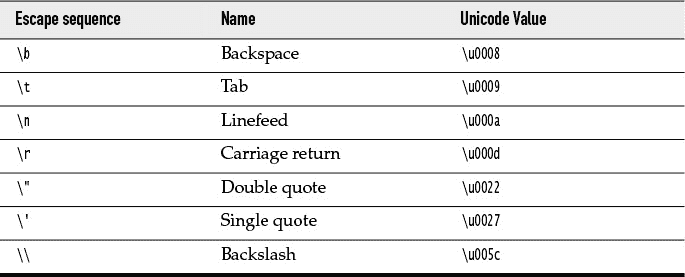 Escape sequence Name Unicode Value
\b Backspace \u0008
\t Tab \u0009
\n Linefeed \u000a
\r Carriage return \u000d
\" Double quote \u0022
\' Single quote \u0027
\\ Backslash \u005c